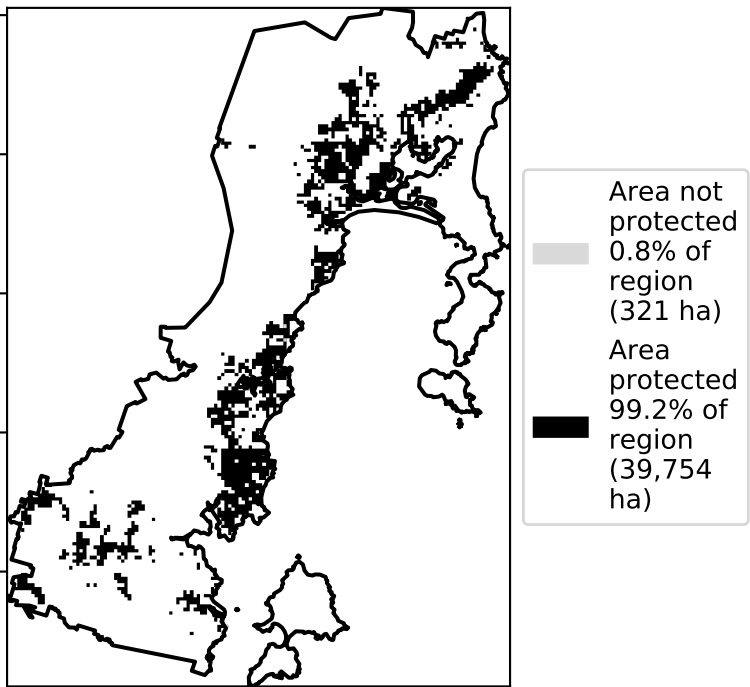 Area not
protected
0.8% of
region
(321 ha)
Area
protected
99.2% of
region
(39,754
ha)